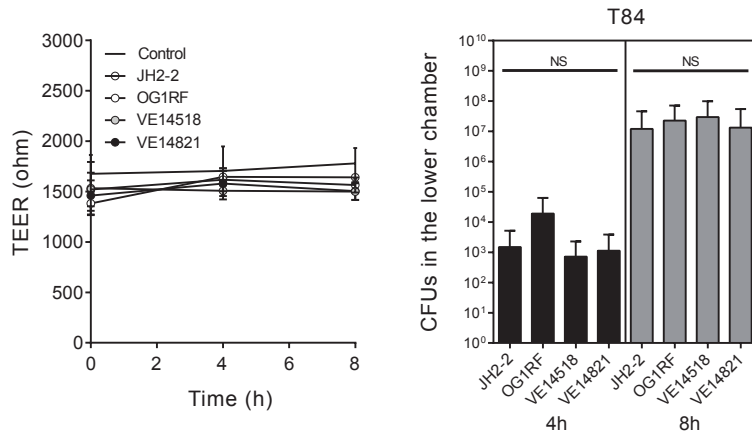 3000
2500
2000
1500
1000
500
0
0
2
4
6
8
TEER (ohm)
Time (h)
Control
JH2-2
OG1RF
VE14518
VE14821
T84
CFUs in the lower chamber
10^10
10^9
10^8
10^7
10^6
10^5
10^4
10^3
10^2
10^1
10^0
NS
NS
JH2-2
OG1RF
VE14518
VE14821
JH2-2
OG1RF
VE14518
VE14821
4h
8h